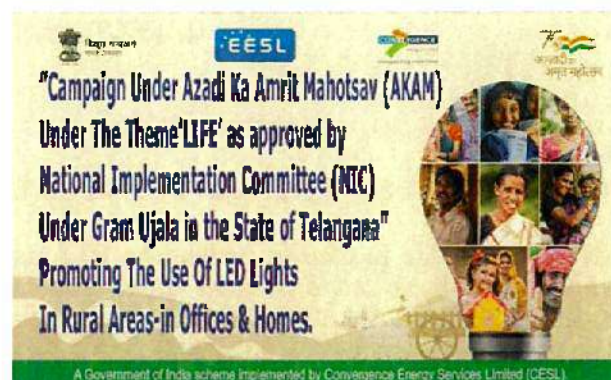 EESL
CONVERGENCE
"Campaign Under Azadi Ka Amrit Mahotsav (AKAM)
Under The Theme'LIFE' as approved by
National Implementation Committee (NIC)
Under Gram Ujala in the State of Telangana"
Promoting The Use Of LED Lights
In Rural Areas-in Offices & Homes.
A Government of India scheme implemented by Convergence Energy Services Limited (CESL).